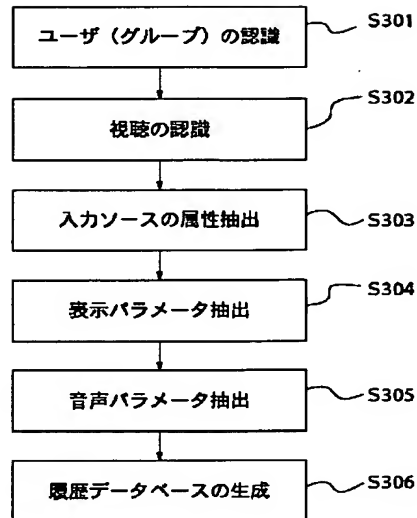 ユーザ（グループ）の認識
S301
視聴の認識
S302
入力ソースの属性抽出
S303
表示パラメータ抽出
S304
音声パラメータ抽出
S305
履歴データベースの生成
S306